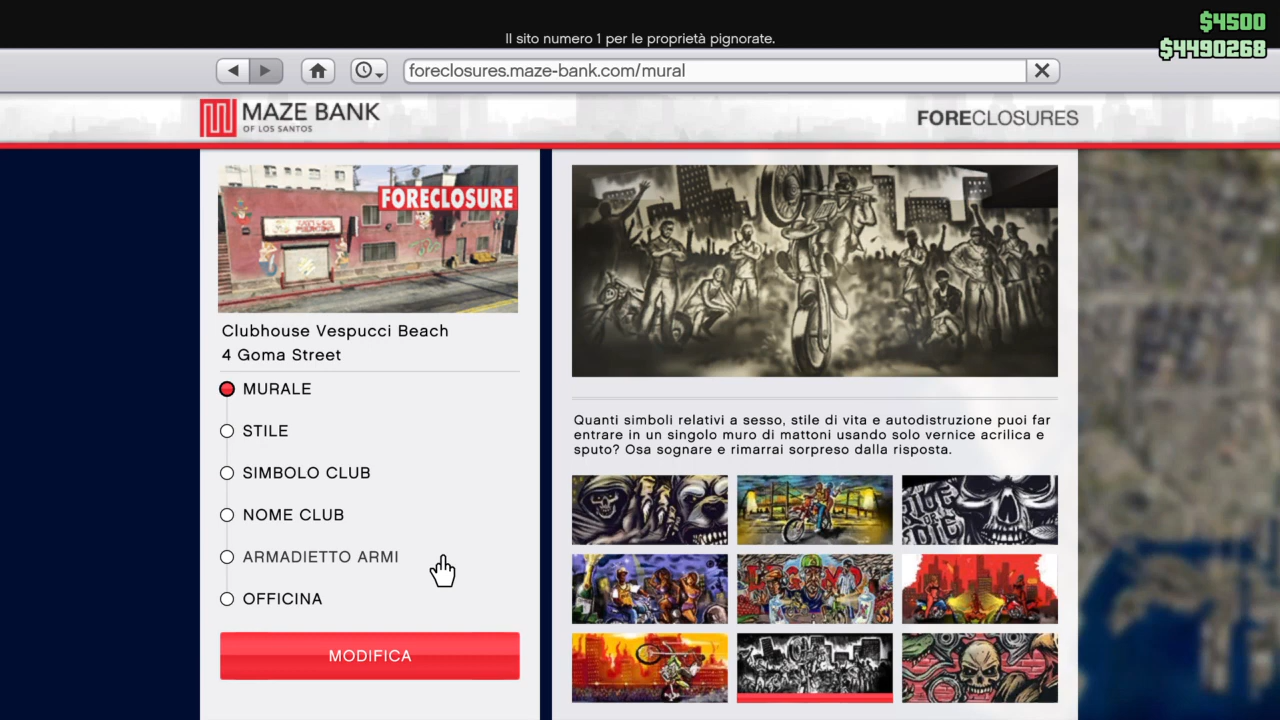 $4500
Il sito numero 1 per le proprietà pignorate.
$4490268
foreclosures.maze-bank.com/mural
MAZE BANK
OF LOS SANTOS
FORECLOSURES
FORECLOSURE
Clubhouse Vespucci Beach
4 Goma Street
MURALE
STILE
SIMBOLO CLUB
NOME CLUB
ARMADIETTO ARMI
OFFICINA
MODIFICA
Quanti simboli relativi a sesso, stile di vita e autodistruzione puoi far
entrare in un singolo muro di mattoni usando solo vernice acrilica e
sputo? Osa sognare e rimarrai sorpreso dalla risposta.
RIDE
OR
DIE